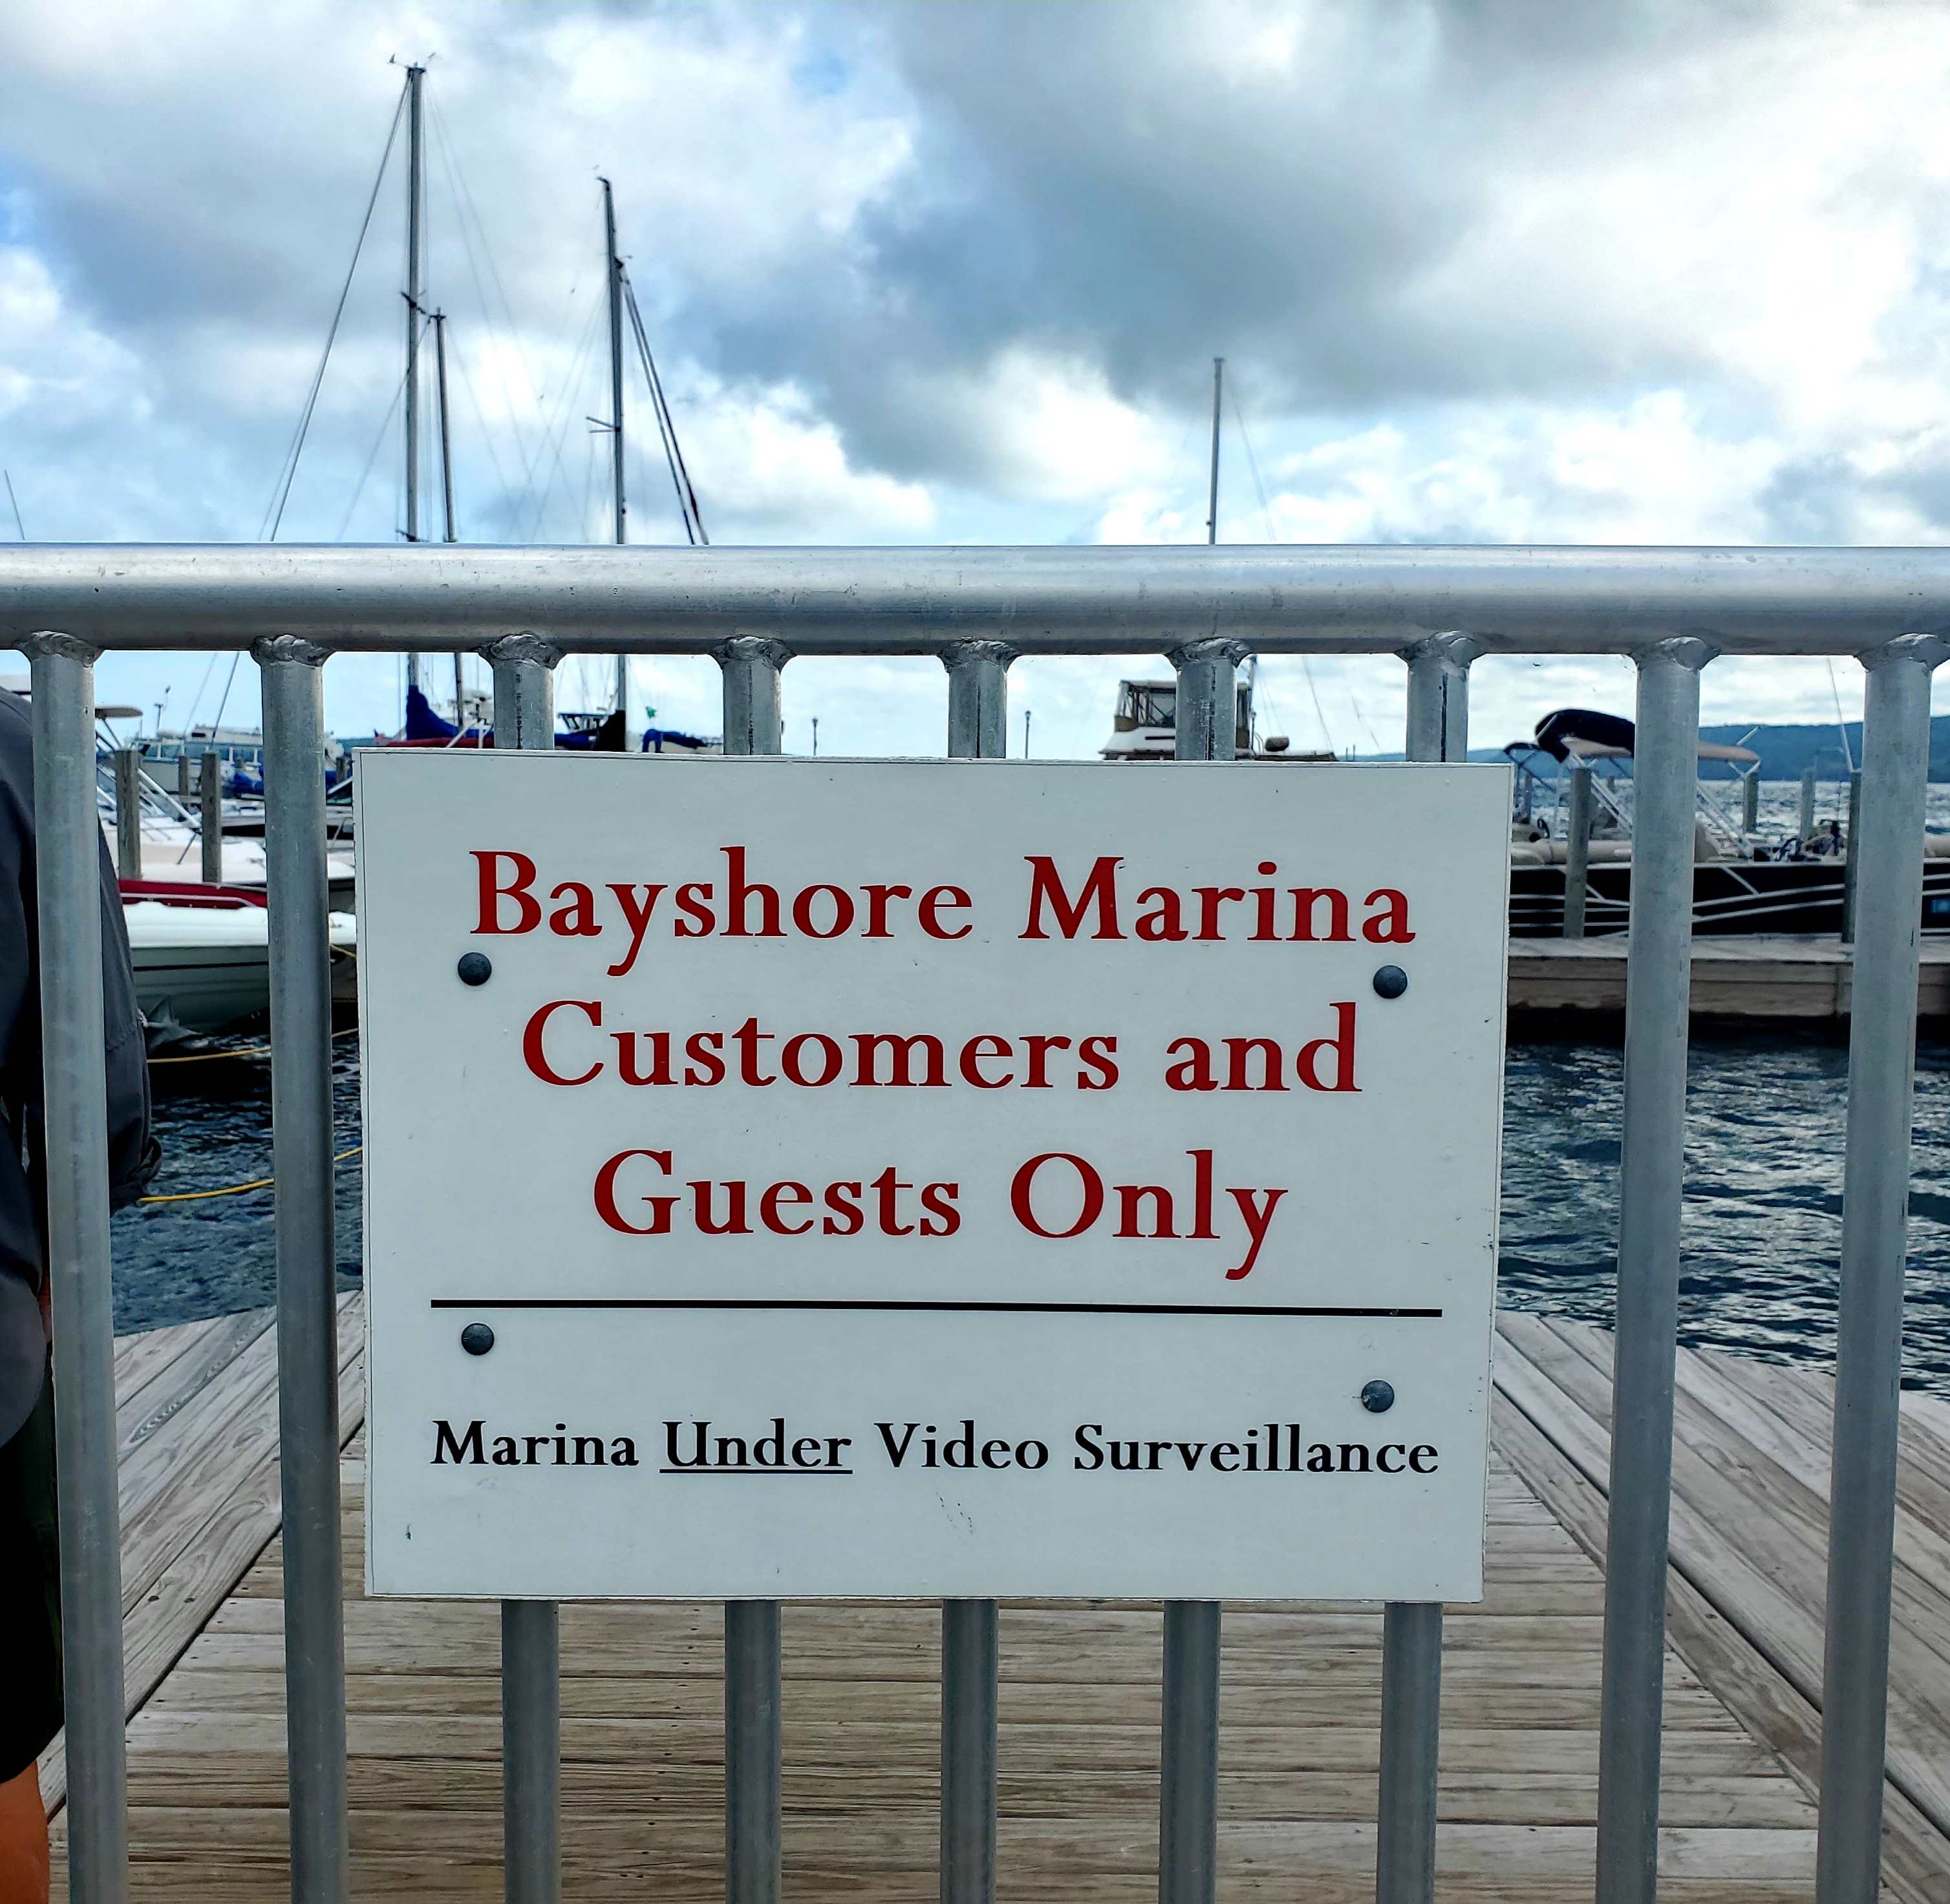 Bayshore Marina
Customers and
Guests Only
Marina Under Video Surveillance